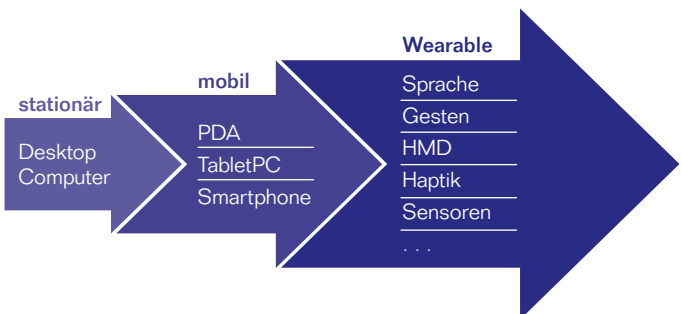 stationär
Desktop
Computer
mobil
PDA
TabletPC
Smartphone
Wearable
Sprache
Gesten
HMD
Haptik
Sensoren
. . .